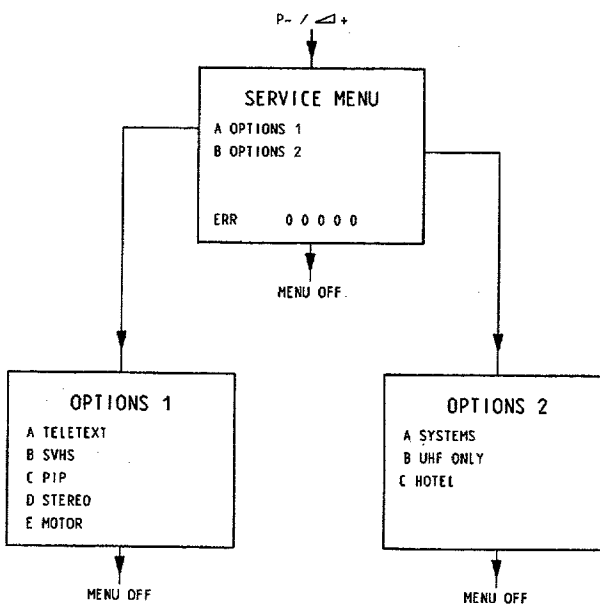 P- / ⊿ +
SERVICE MENU
A OPTIONS 1
B OPTIONS 2
ERR 0 0 0 0 0
MENU OFF
OPTIONS 1
A TELETEXT
B SVHS
C PIP
D STEREO
E MOTOR
MENU OFF
OPTIONS 2
A SYSTEMS
B UHF ONLY
C HOTEL
MENU OFF